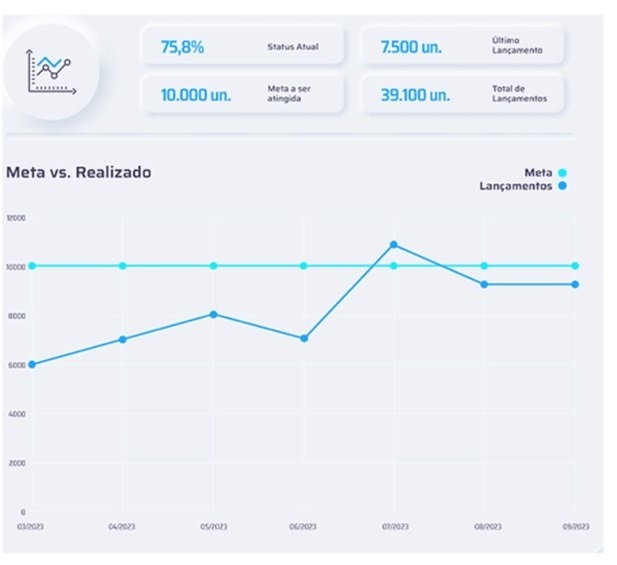 75,8%
Status Atual
7.500 un.
Último
Lançamento
10.000 un.
Meta a ser
atingida
39.100 un.
Total de
Lançamentos
Meta vs. Realizado
Meta
Lançamentos
12000
10000
8000
6000
4000
2000
0
03/2023 04/2023 05/2023 06/2023 07/2023 08/2023 09/2023